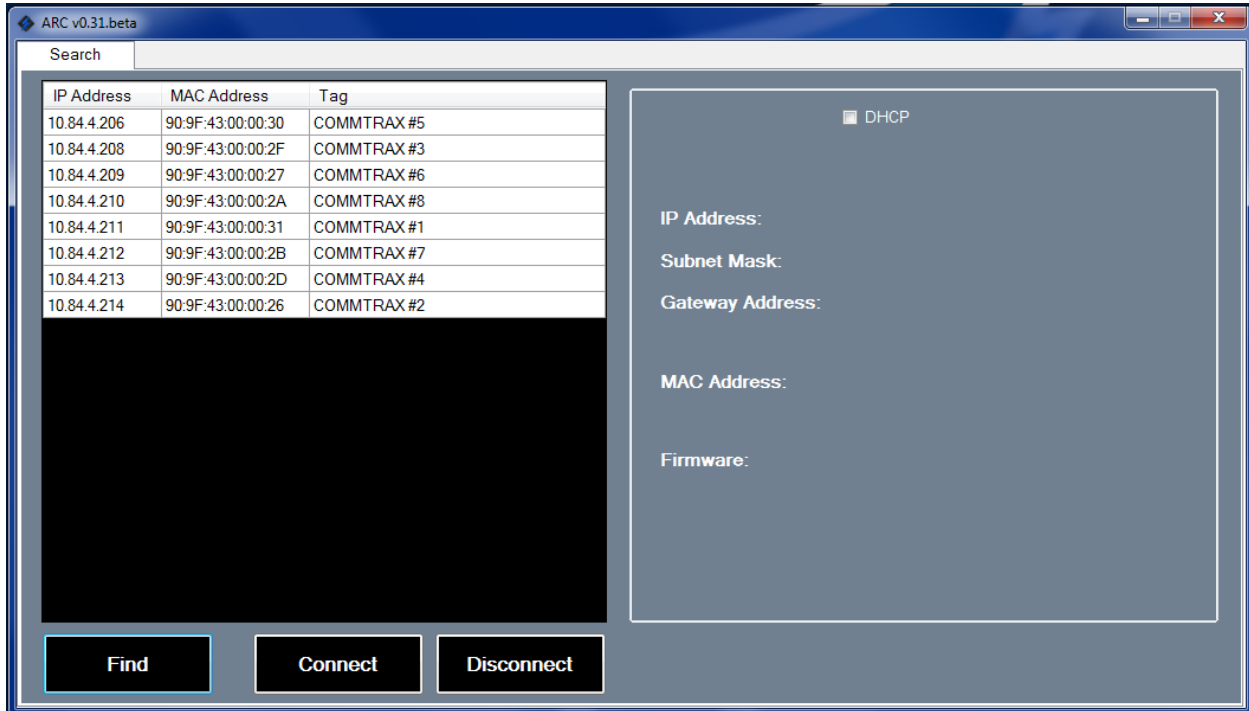 ARC v0.31.beta
Search
IP Address MAC Address Tag
10.84.4.206 90:9F:43:00:00:30 COMMTRAX #5
10.84.4.208 90:9F:43:00:00:2F COMMTRAX #3
10.84.4.209 90:9F:43:00:00:27 COMMTRAX #6
10.84.4.210 90:9F:43:00:00:2A COMMTRAX #8
10.84.4.211 90:9F:43:00:00:31 COMMTRAX #1
10.84.4.212 90:9F:43:00:00:2B COMMTRAX #7
10.84.4.213 90:9F:43:00:00:2D COMMTRAX #4
10.84.4.214 90:9F:43:00:00:26 COMMTRAX #2
Find Connect Disconnect
DHCP
IP Address:
Subnet Mask:
Gateway Address:
MAC Address:
Firmware: